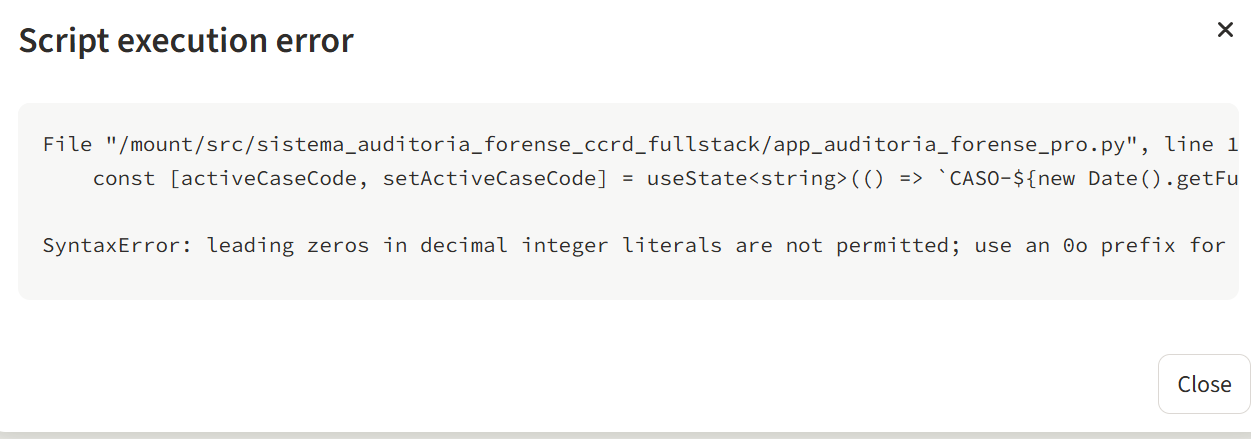 Script execution error
×
File "/mount/src/sistema_auditoria_forense_ccrd_fullstack/app_auditoria_forense_pro.py", line 1
const [activeCaseCode, setActiveCaseCode] = useState<string>(() => `CASO-${new Date().getFu
SyntaxError: leading zeros in decimal integer literals are not permitted; use an 0o prefix for
Close